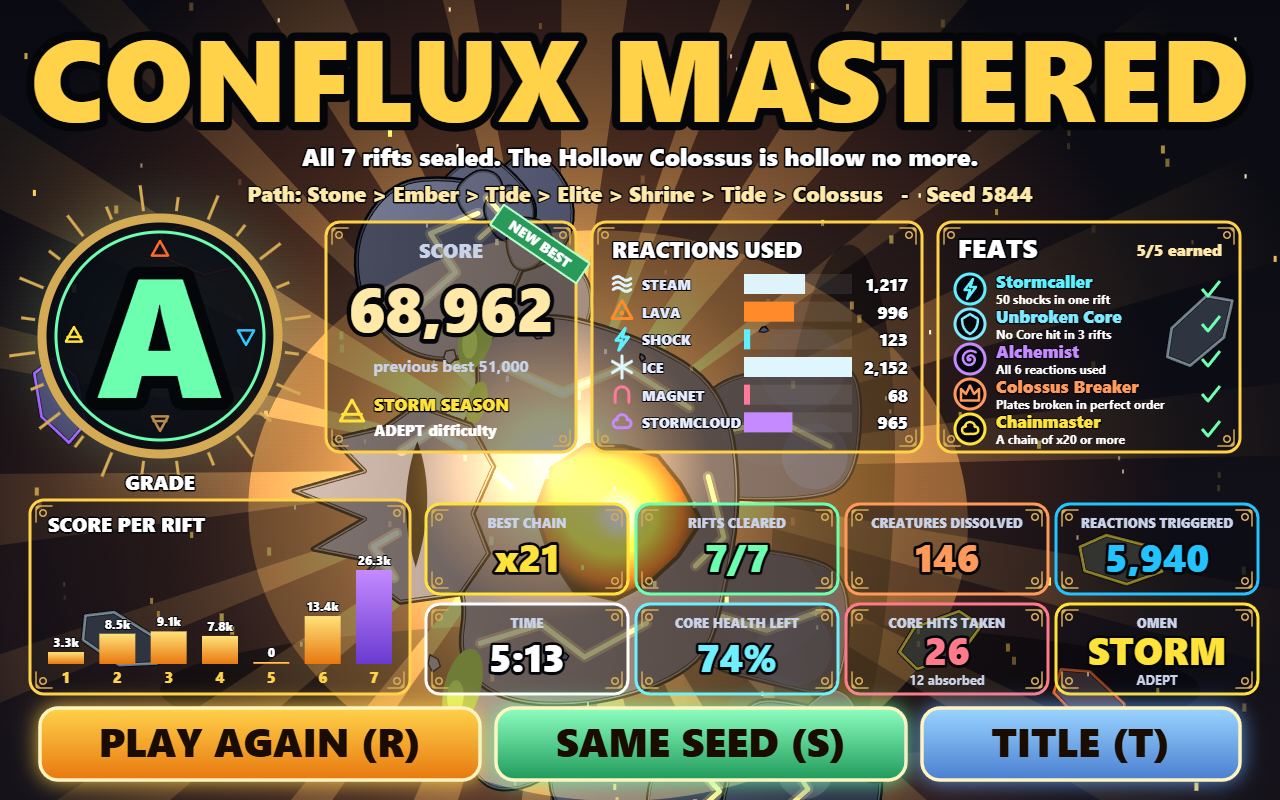 CONFLUX MASTERED
All 7 rifts sealed. The Hollow Colossus is hollow no more.
Path: Stone > Ember > Tide > Elite > Shrine > Tide > Colossus - Seed 5844
A
GRADE
SCORE
NEW BEST
68,962
previous best 51,000
STORM SEASON
ADEPT difficulty
REACTIONS USED
STEAM 1,217
LAVA 996
SHOCK 123
ICE 2,152
MAGNET 68
STORMCLOUD 965
FEATS 5/5 earned
Stormcaller
50 shocks in one rift
Unbroken Core
No Core hit in 3 rifts
Alchemist
All 6 reactions used
Colossus Breaker
Plates broken in perfect order
Chainmaster
A chain of x20 or more
SCORE PER RIFT
3.3k 8.5k 9.1k 7.8k 0 13.4k 26.3k
1 2 3 4 5 6 7
BEST CHAIN
x21
RIFTS CLEARED
7/7
CREATURES DISSOLVED
146
REACTIONS TRIGGERED
5,940
TIME
5:13
CORE HEALTH LEFT
74%
CORE HITS TAKEN
26
12 absorbed
OMEN
STORM
ADEPT
PLAY AGAIN (R)
SAME SEED (S)
TITLE (T)